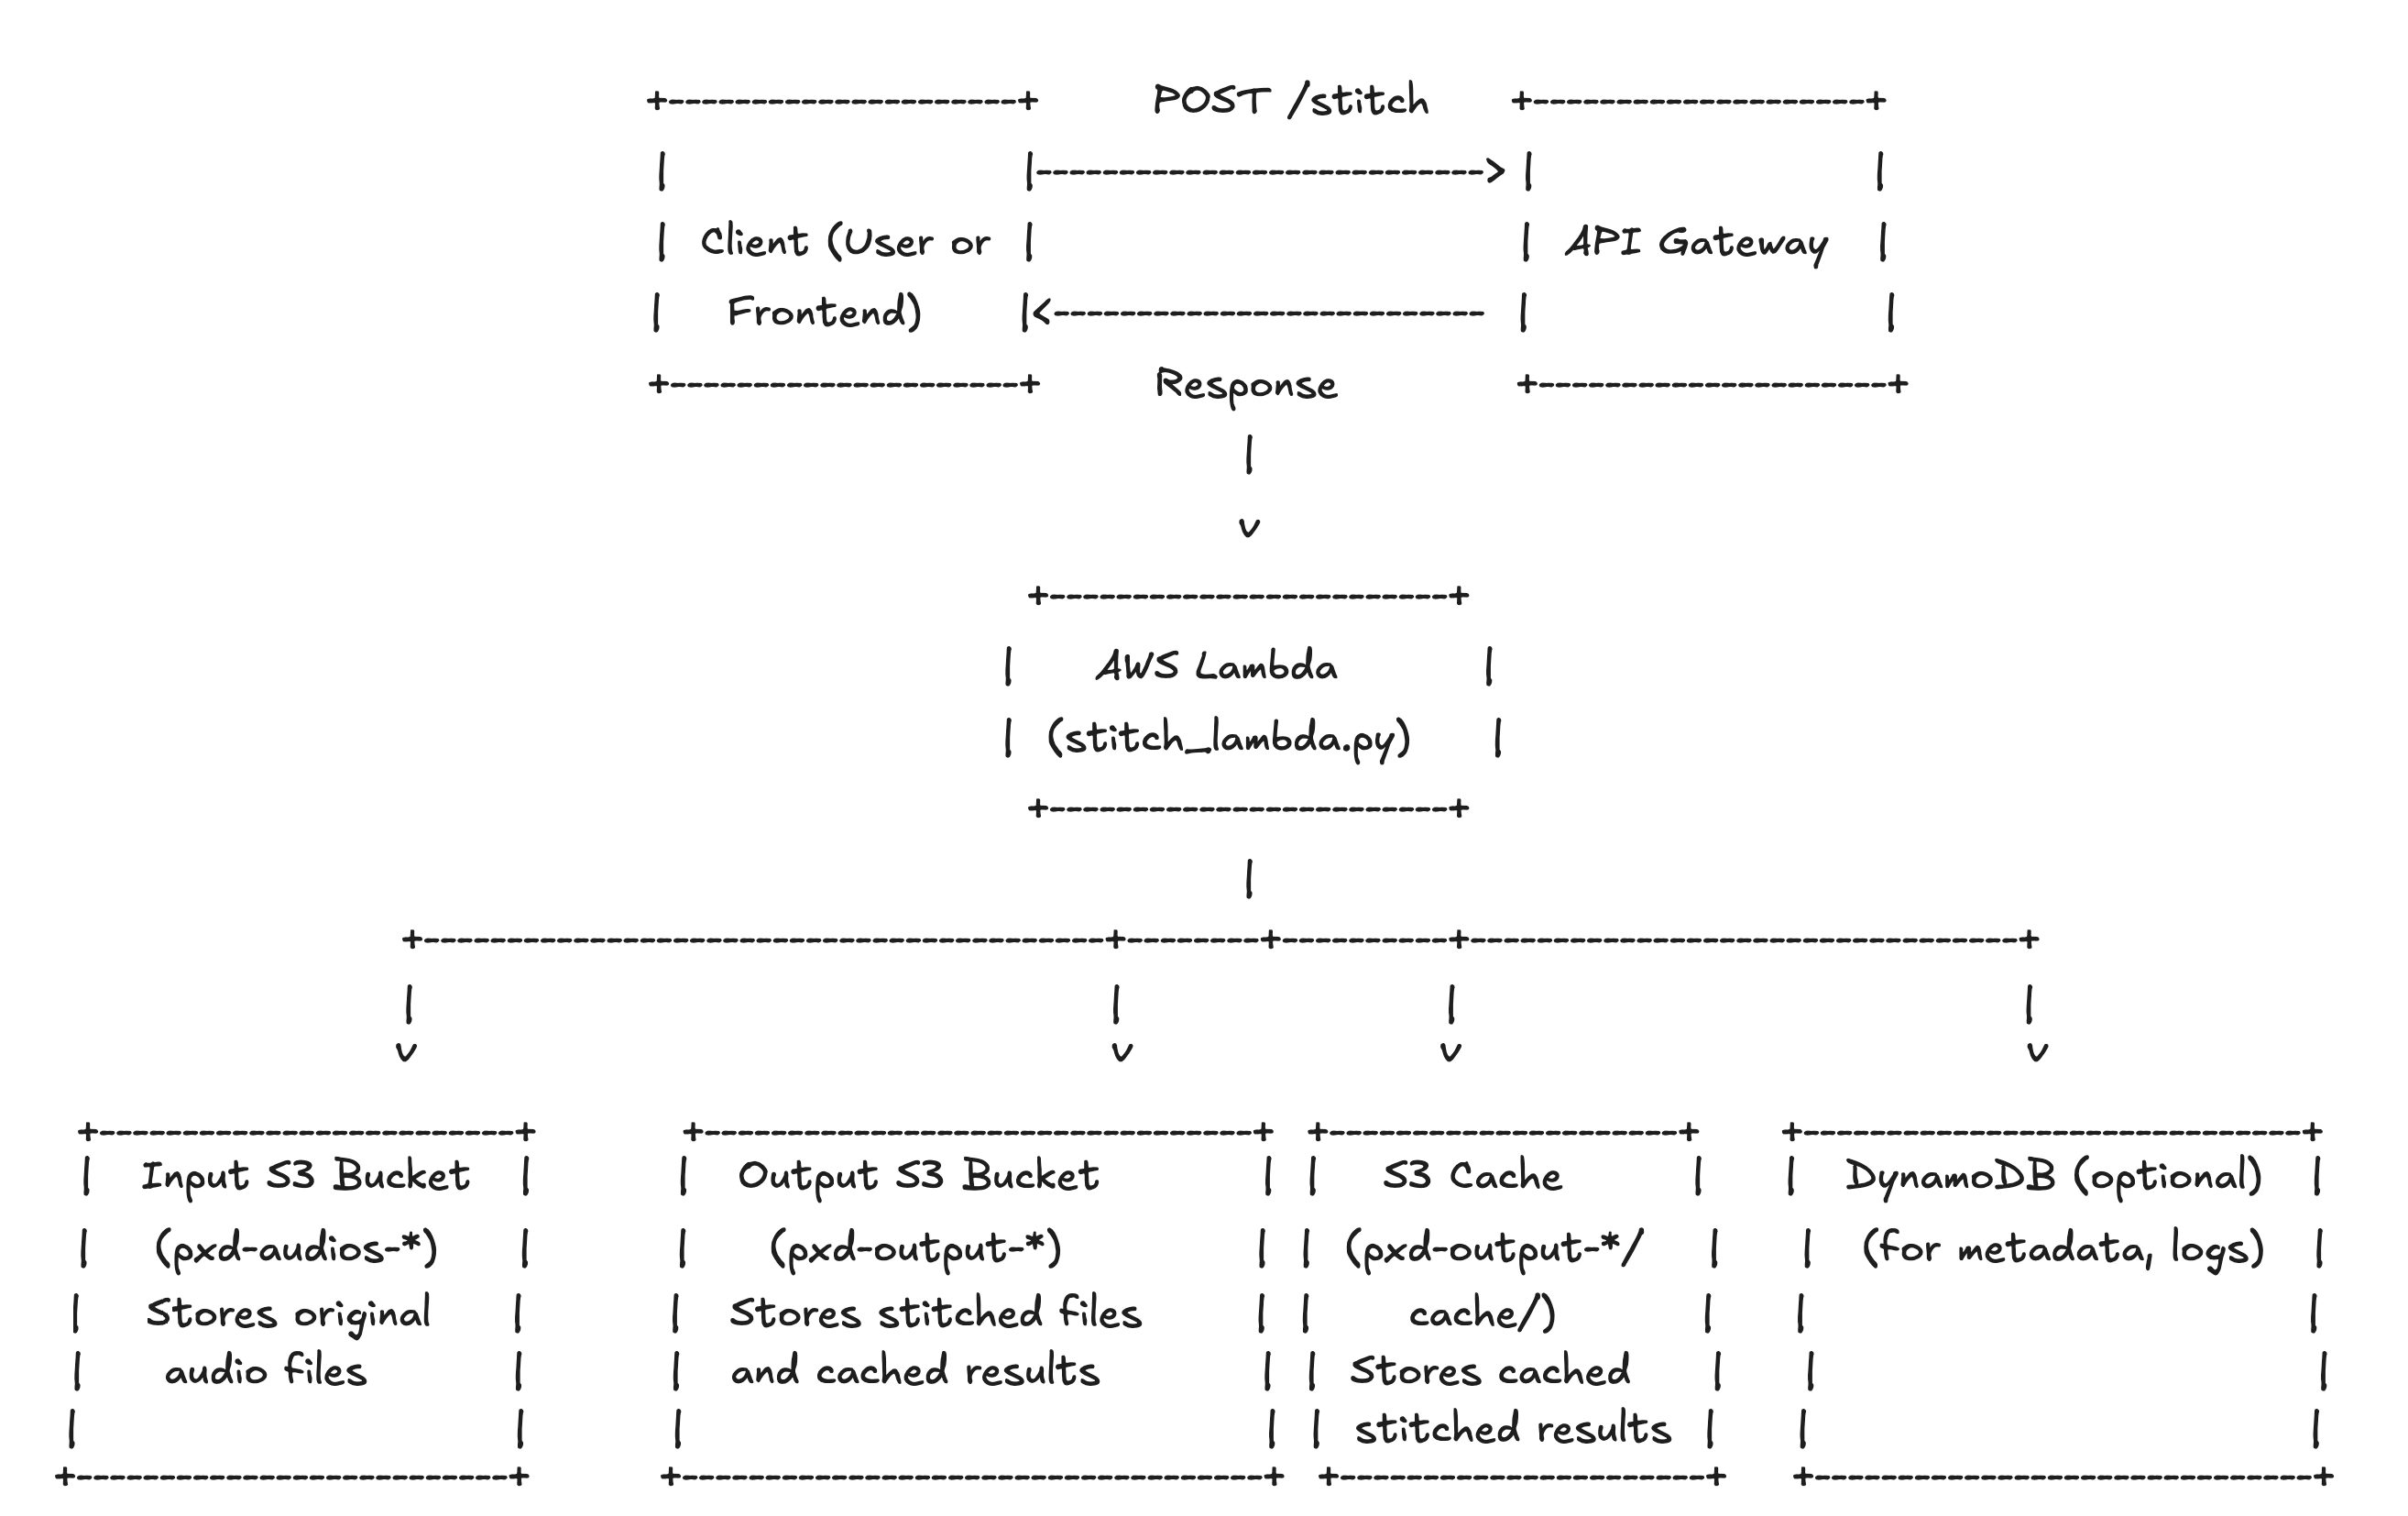 POST /stitch
Client (User or
Frontend)
API Gateway
Response
AWS Lambda
(stitch_lambda.py)
Input S3 Bucket
(pxd-audios-*)
Stores original
audio files
Output S3 Bucket
(pxd-output-*)
Stores stitched files
and cached results
S3 Cache
(pxd-output-*/
cache/)
Stores cached
stitched results
DynamoDB (optional)
(for metadata, logs)